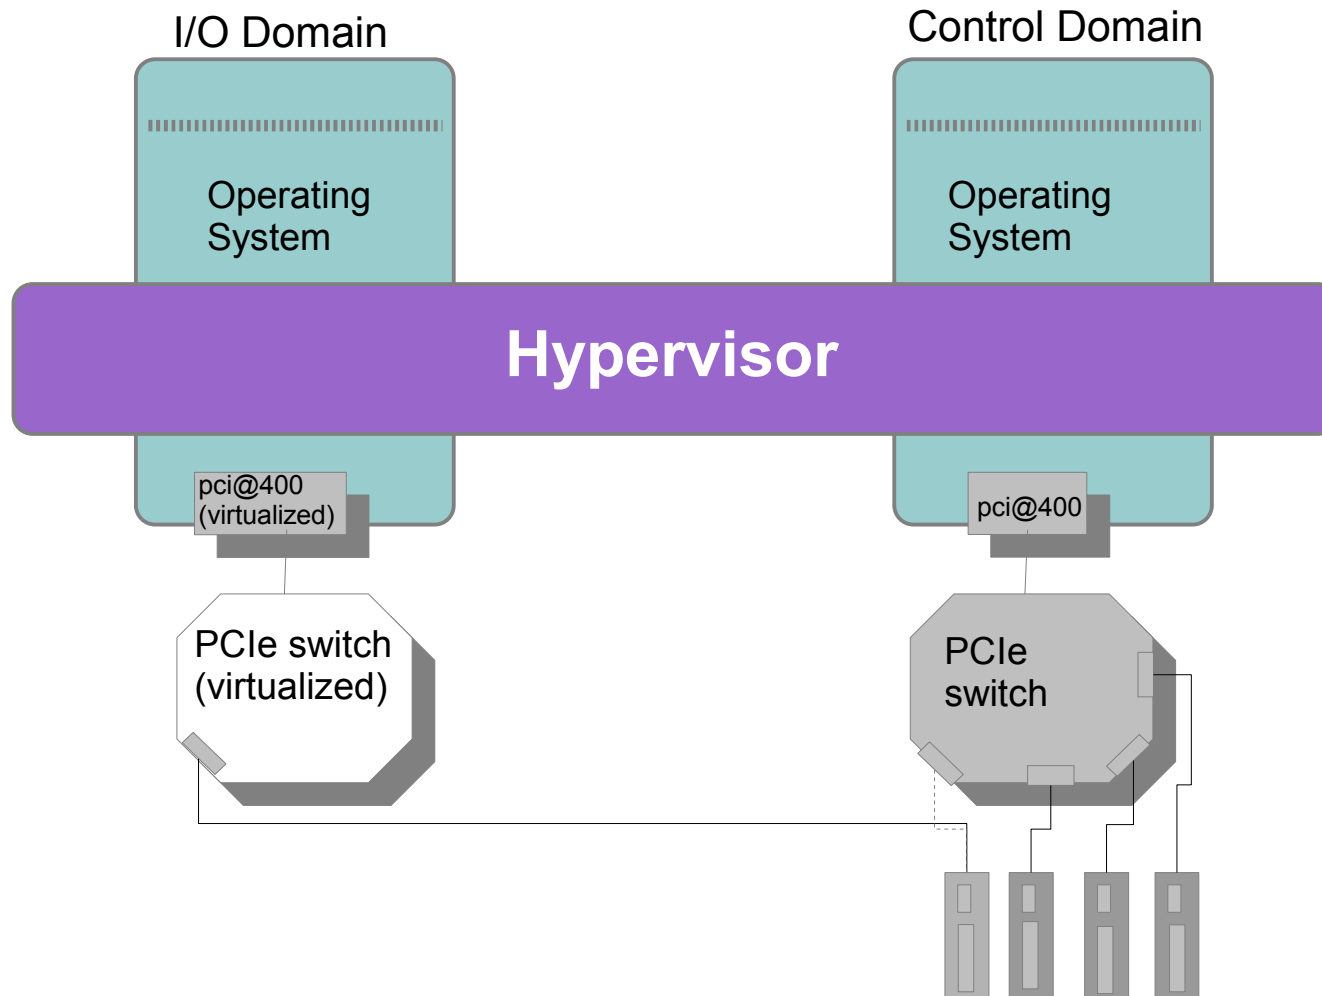 I/O Domain
Control Domain
Operating
System
Operating
System
Hypervisor
pci@400
(virtualized)
pci@400
PCIe switch
(virtualized)
PCIe
switch